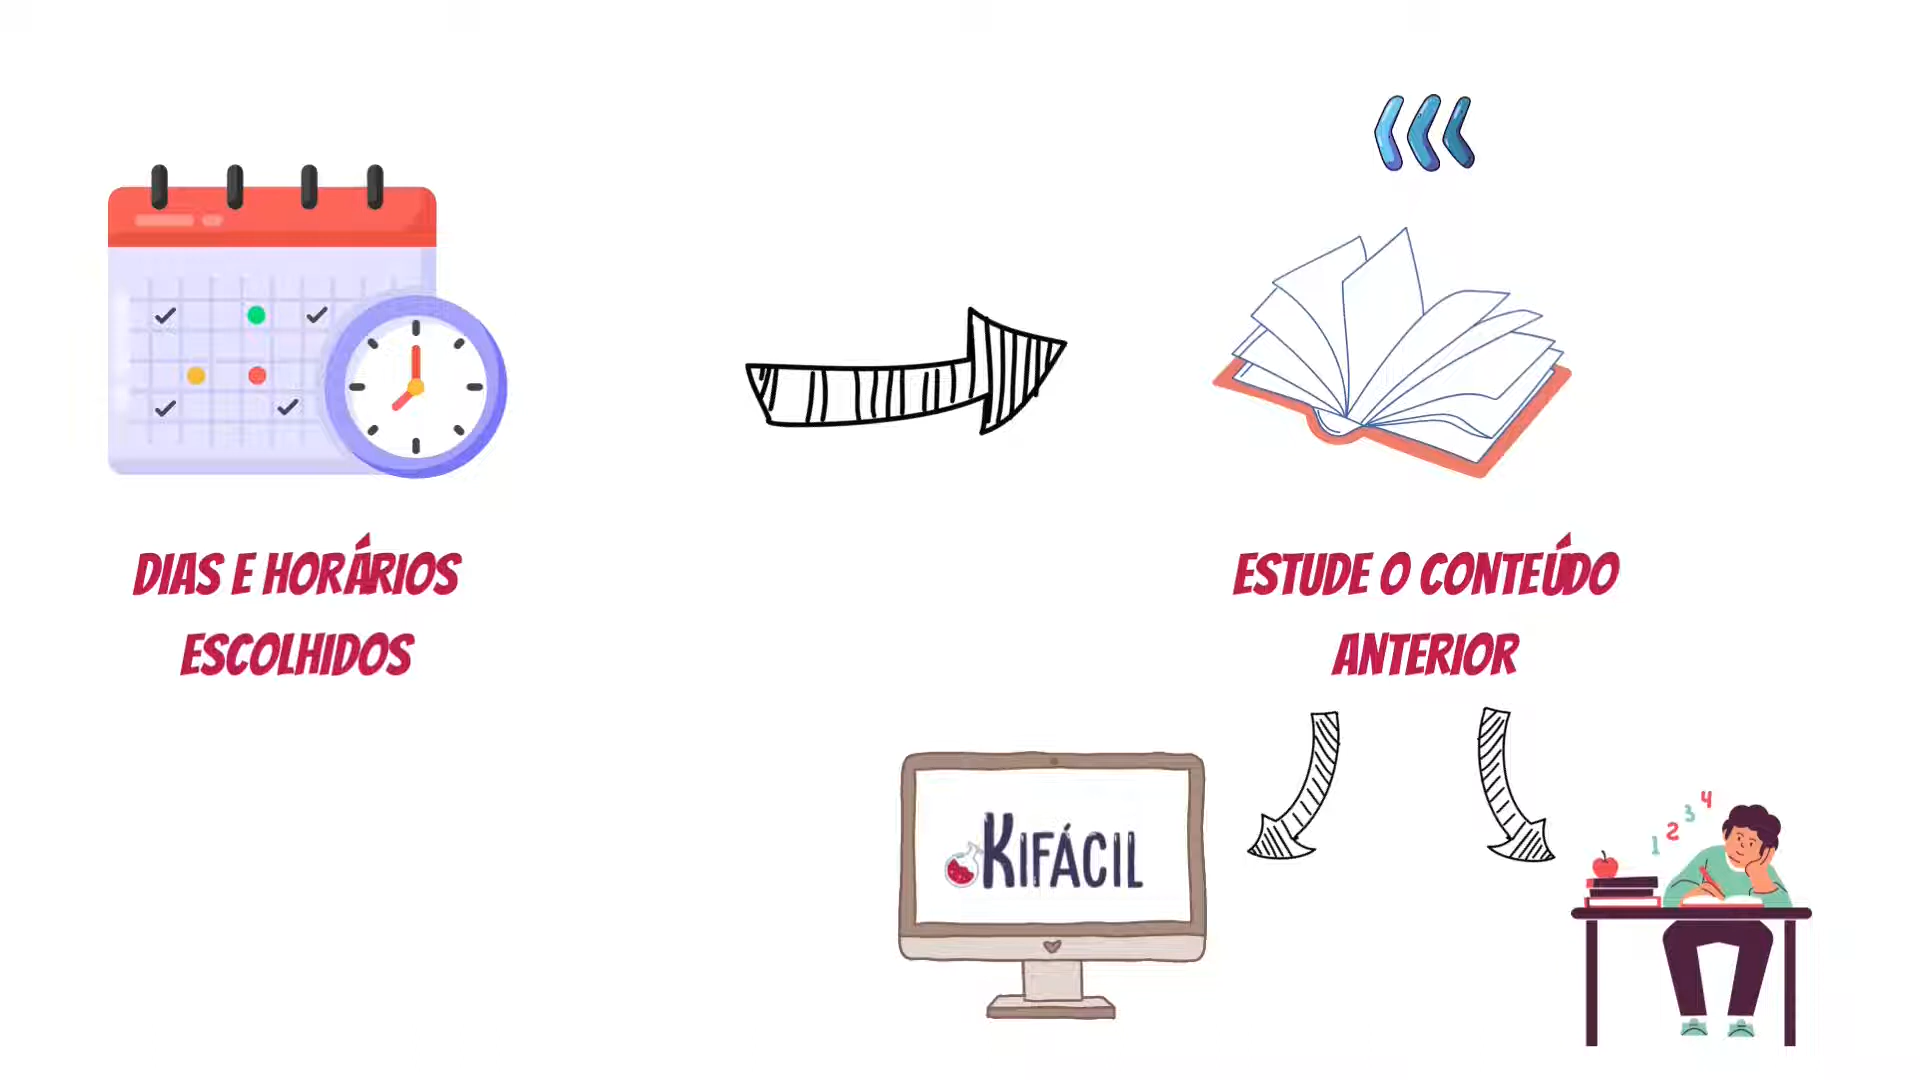 DIAS E HORÁRIOS
ESCOLHIDOS
ESTUDE O CONTEÚDO
ANTERIOR
KIFÁCIL
1 2 3 4